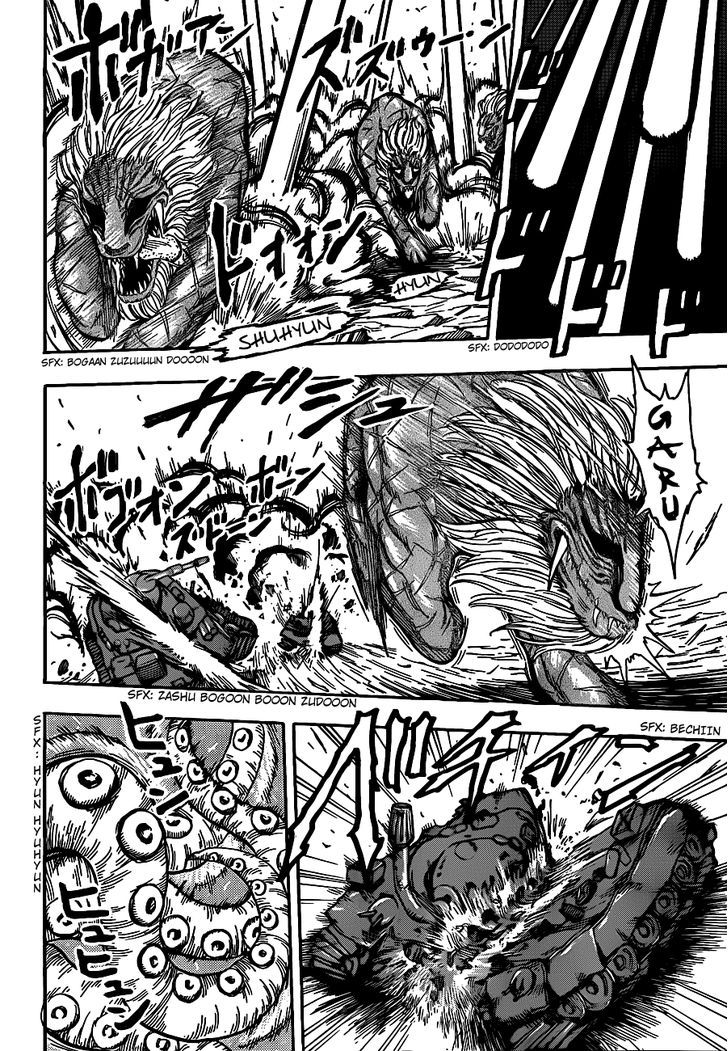 ドドド
ボガァン
ズズゥーン
ドォオン
HYUN
SHUHYUN
SFX: DODODODO
SFX: BOGAAN ZUZUUUUN DOOOON
GARU
ザシュ
ボゴォン
ボーン
ズドーン
SFX: ZASHU BOGOON BOOON ZUDOOON
SFX: BECHIIN
ベチィン
ヒュン
ヒュヒュン
SFX: HYUN HYUHYUN